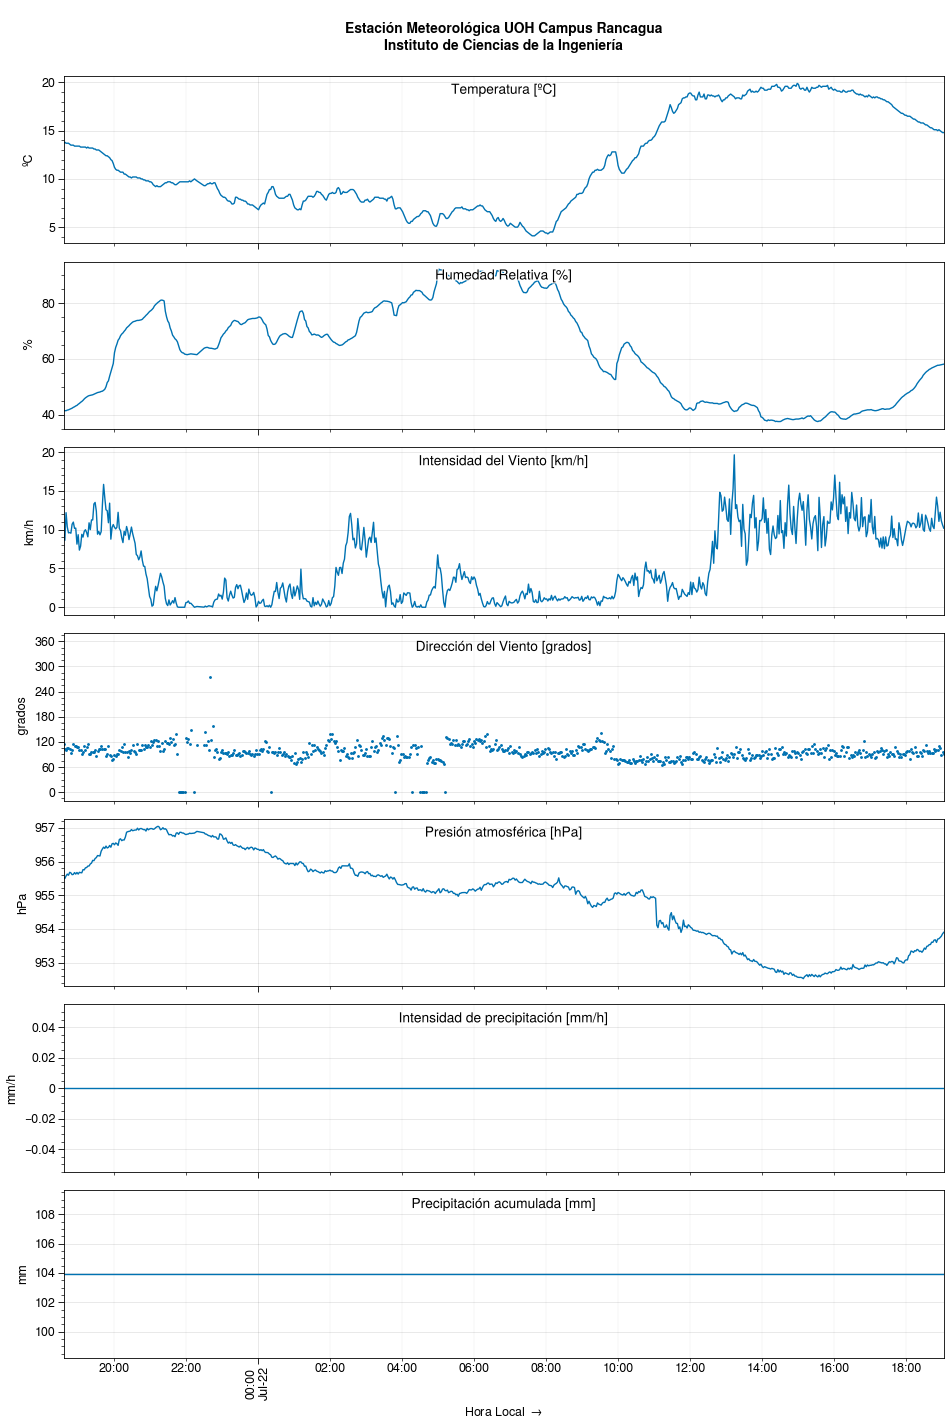 Estación Meteorológica UOH Campus Rancagua
Instituto de Ciencias de la Ingeniería
Temperatura [ºC]
20
15
10
5
ºC
Humedad Relativa [%]
80
60
40
%
Intensidad del Viento [km/h]
20
15
10
5
0
km/h
Dirección del Viento [grados]
360
300
240
180
120
60
0
grados
Presión atmosférica [hPa]
957
956
955
954
953
hPa
Intensidad de precipitación [mm/h]
0.04
0.02
0
−0.02
−0.04
mm/h
Precipitación acumulada [mm]
108
106
104
102
100
mm
20:00 22:00 00:00 02:00 04:00 06:00 08:00 10:00 12:00 14:00 16:00 18:00
Jul-22
Hora Local →